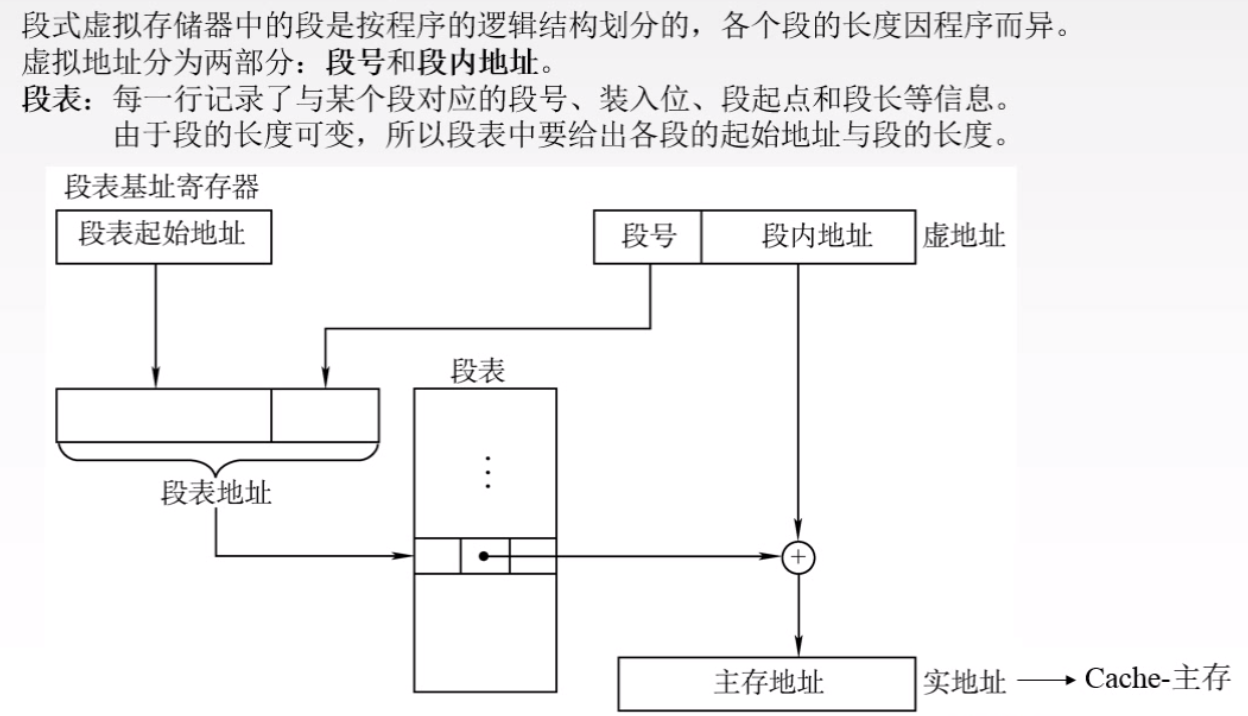 段式虚拟存储器中的段是按程序的逻辑结构划分的，各个段的长度因程序而异。
虚拟地址分为两部分：段号和段内地址。
段表：每一行记录了与某个段对应的段号、装入位、段起点和段长等信息。
由于段的长度可变，所以段表中要给出各段的起始地址与段的长度。
段表基址寄存器
段表起始地址
段号
段内地址
虚地址
段表
段表地址
主存地址
实地址
Cache-主存